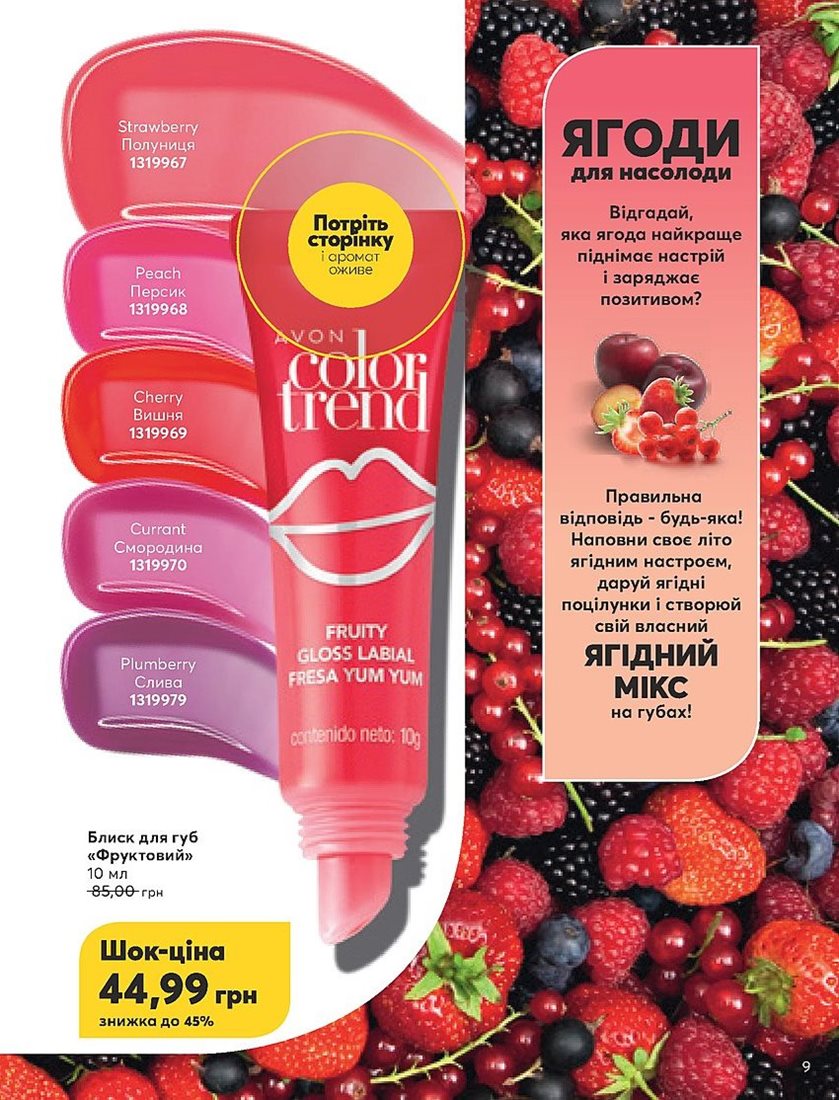 Strawberry
Полуниця
1319967
Peach
Персик
1319968
Cherry
Вишня
1319969
Currant
Смородина
1319970
Plumberry
Слива
1319979
Потріть
сторінку
і аромат
оживе
AVON
color
trend
FRUITY
GLOSS LABIAL
FRESA YUM YUM
contenido neto: 10g
Блиск для губ
«Фруктовий»
10 мл
85,00 грн
Шок-ціна
44,99 грн
знижка до 45%
ЯГОДИ
для насолоди
Відгадай,
яка ягода найкраще
піднімає настрій
і заряджає
позитивом?
Правильна
відповідь - будь-яка!
Наповни своє літо
ягідним настроєм,
даруй ягідні
поцілунки і створюй
свій власний
ЯГІДНИЙ
МІКС
на губах!
9